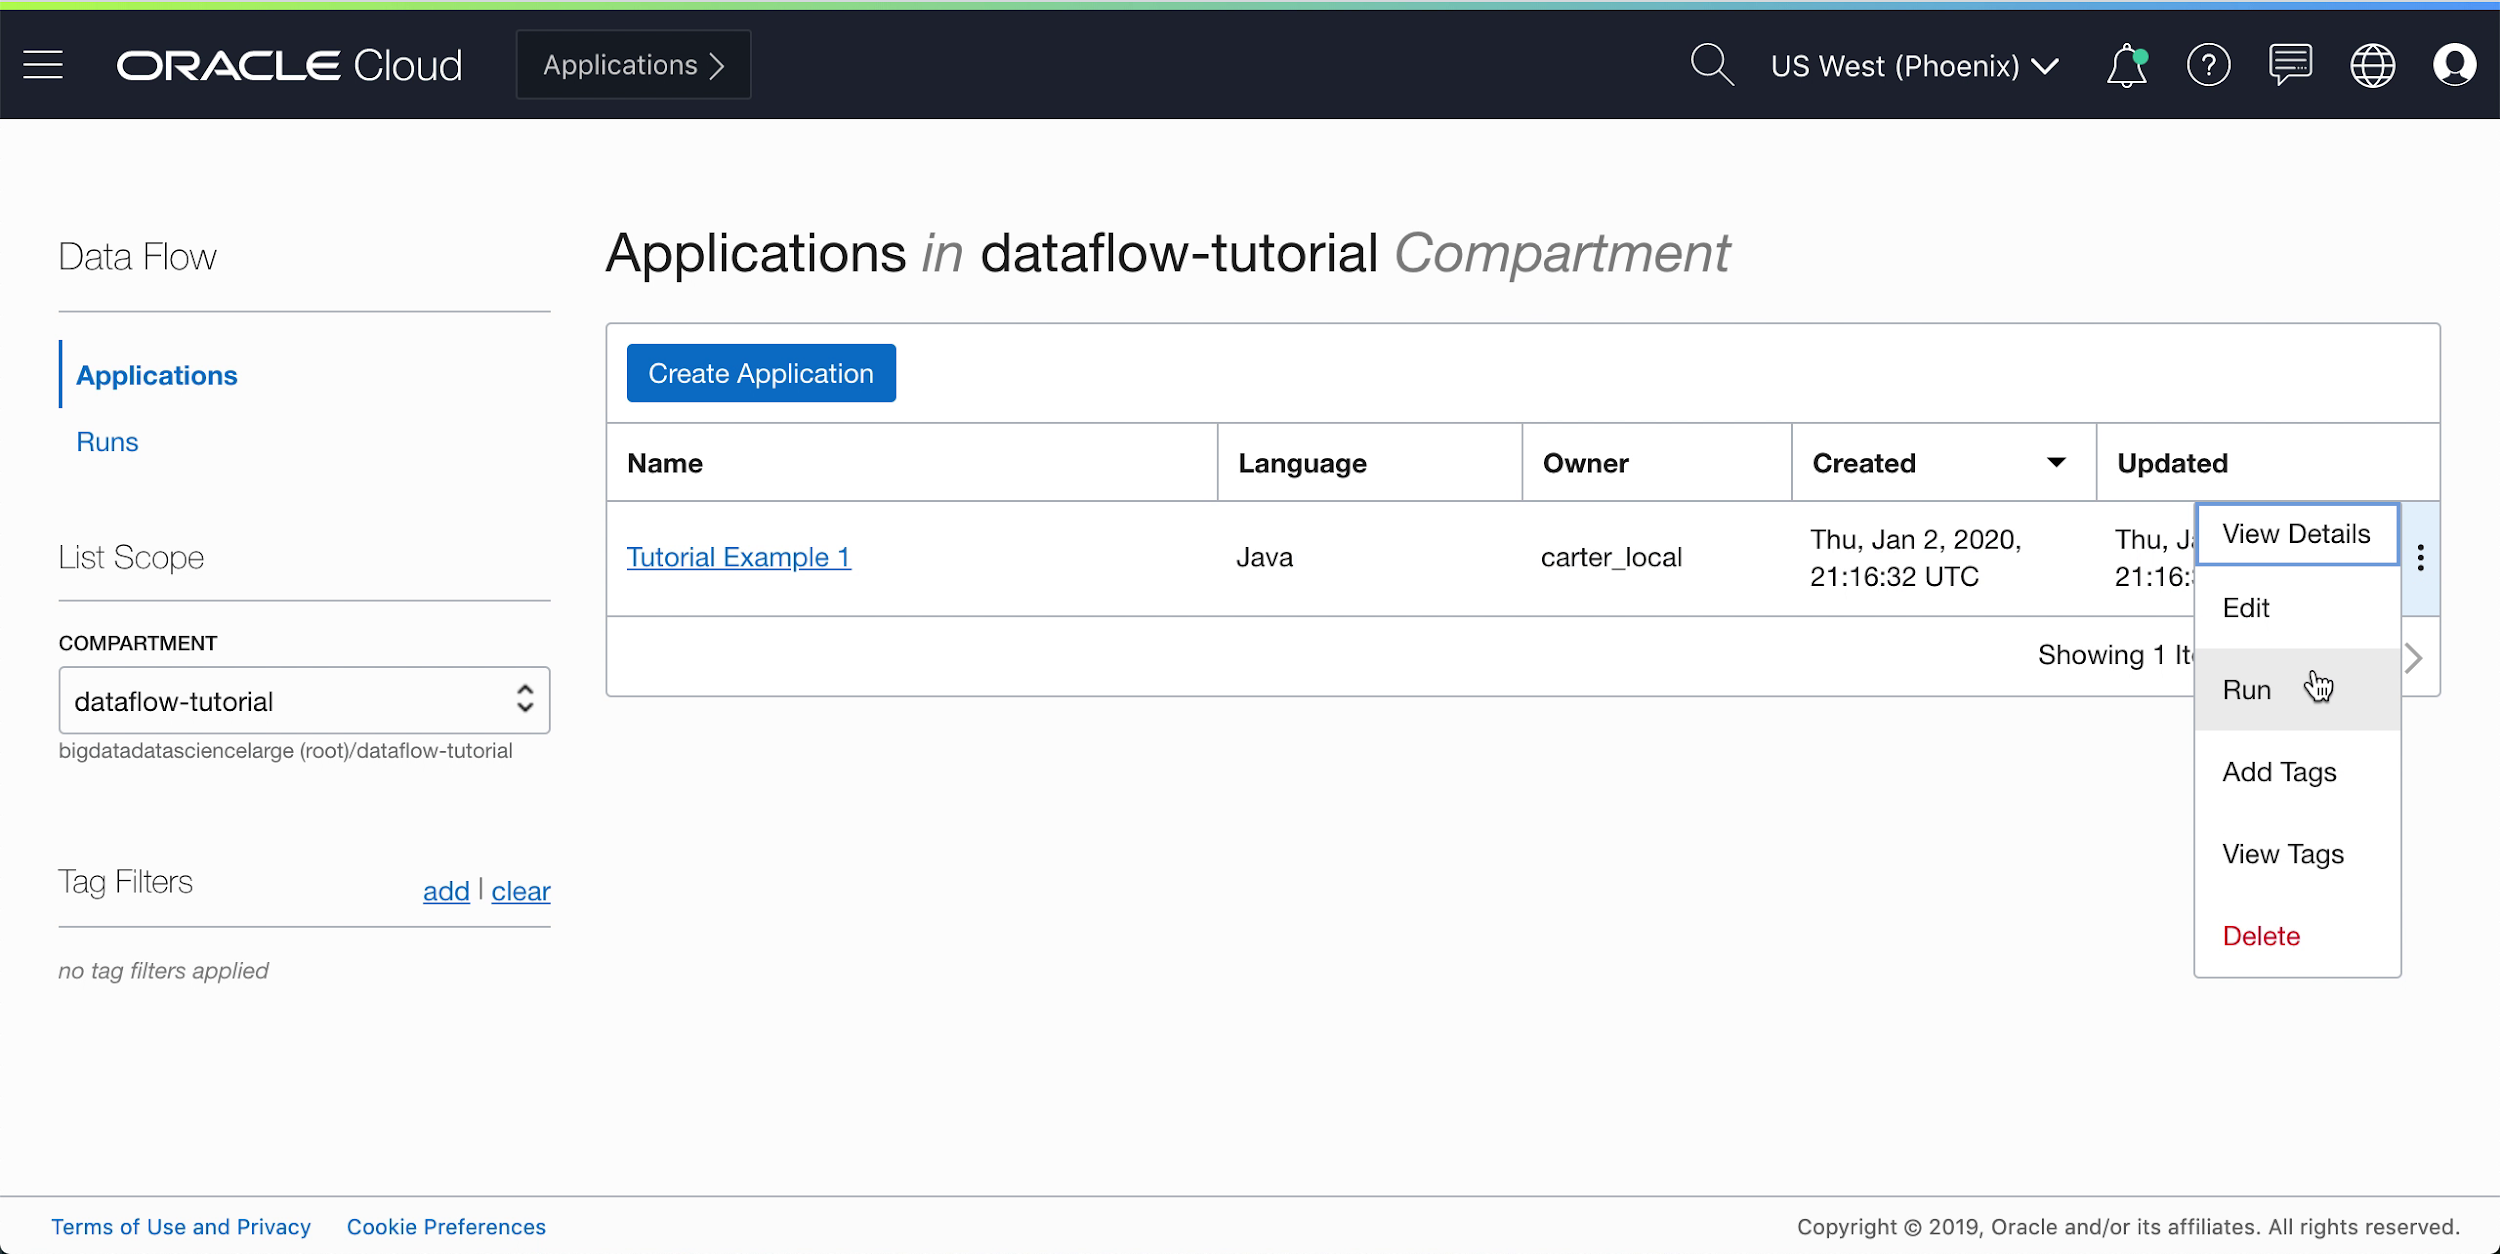 ORACLE Cloud
Applications
US West (Phoenix)
Data Flow
Applications
Runs
List Scope
COMPARTMENT
dataflow-tutorial
bigdatadatasciencelarge (root)/dataflow-tutorial
Tag Filters
add | clear
no tag filters applied
Applications in dataflow-tutorial Compartment
Create Application
Name Language Owner Created Updated
Tutorial Example 1 Java carter_local
Thu, Jan 2, 2020,
21:16:32 UTC
Thu,
21:16:
Showing 1
View Details
Edit
Run
Add Tags
View Tags
Delete
Terms of Use and Privacy Cookie Preferences
Copyright © 2019, Oracle and/or its affiliates. All rights reserved.